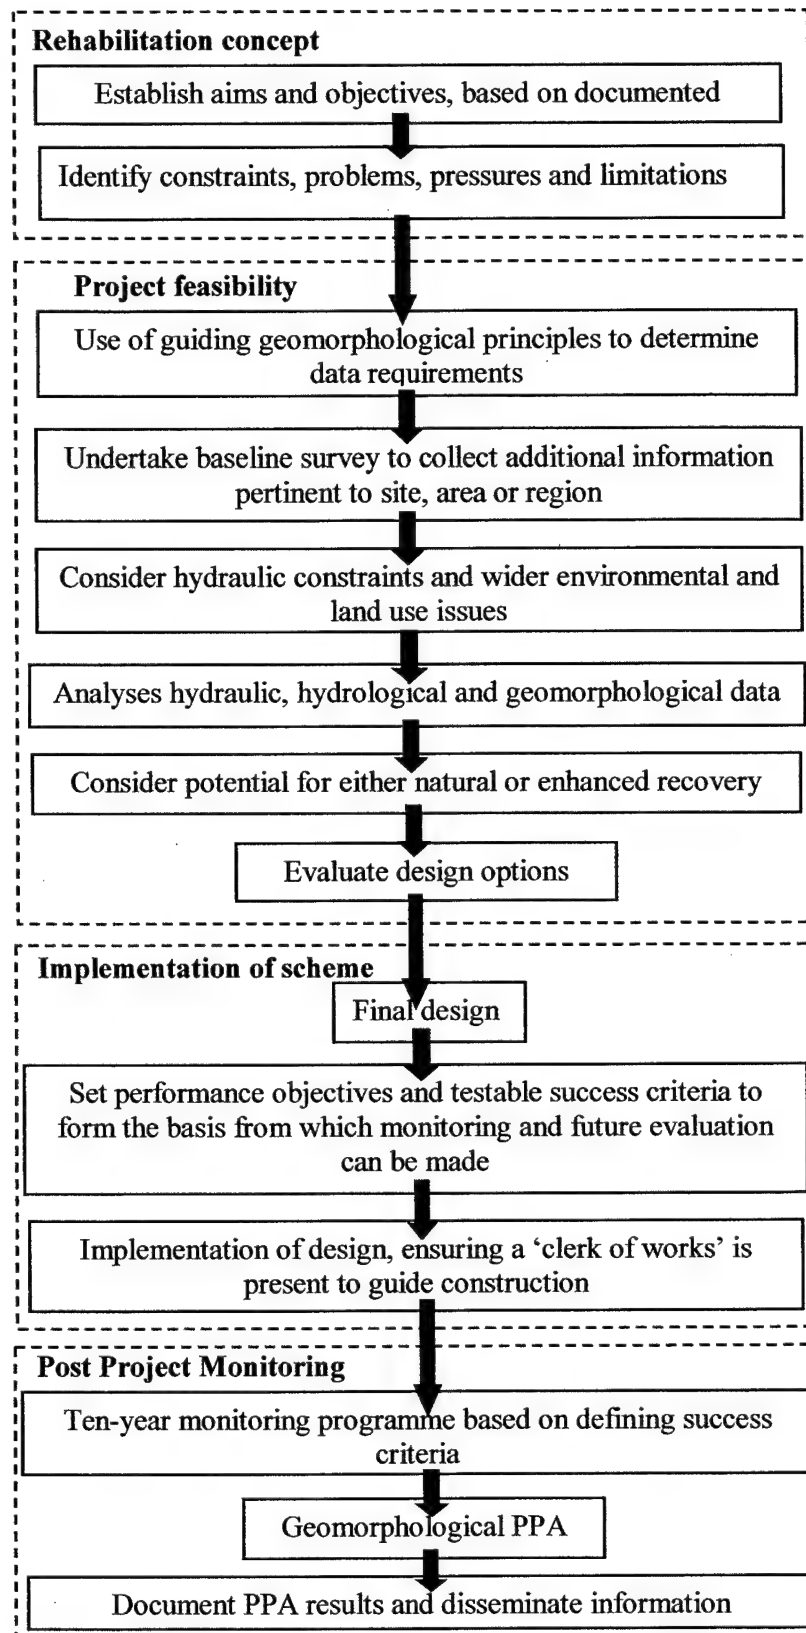 Rehabilitation concept
Establish aims and objectives, based on documented
Identify constraints, problems, pressures and limitations
Project feasibility
Use of guiding geomorphological principles to determine
data requirements
Undertake baseline survey to collect additional information
pertinent to site, area or region
Consider hydraulic constraints and wider environmental and
land use issues
Analyses hydraulic, hydrological and geomorphological data
Consider potential for either natural or enhanced recovery
Evaluate design options
Implementation of scheme
Final design
Set performance objectives and testable success criteria to
form the basis from which monitoring and future evaluation
can be made
Implementation of design, ensuring a ‘clerk of works’ is
present to guide construction
Post Project Monitoring
Ten-year monitoring programme based on defining success
criteria
Geomorphological PPA
Document PPA results and disseminate information